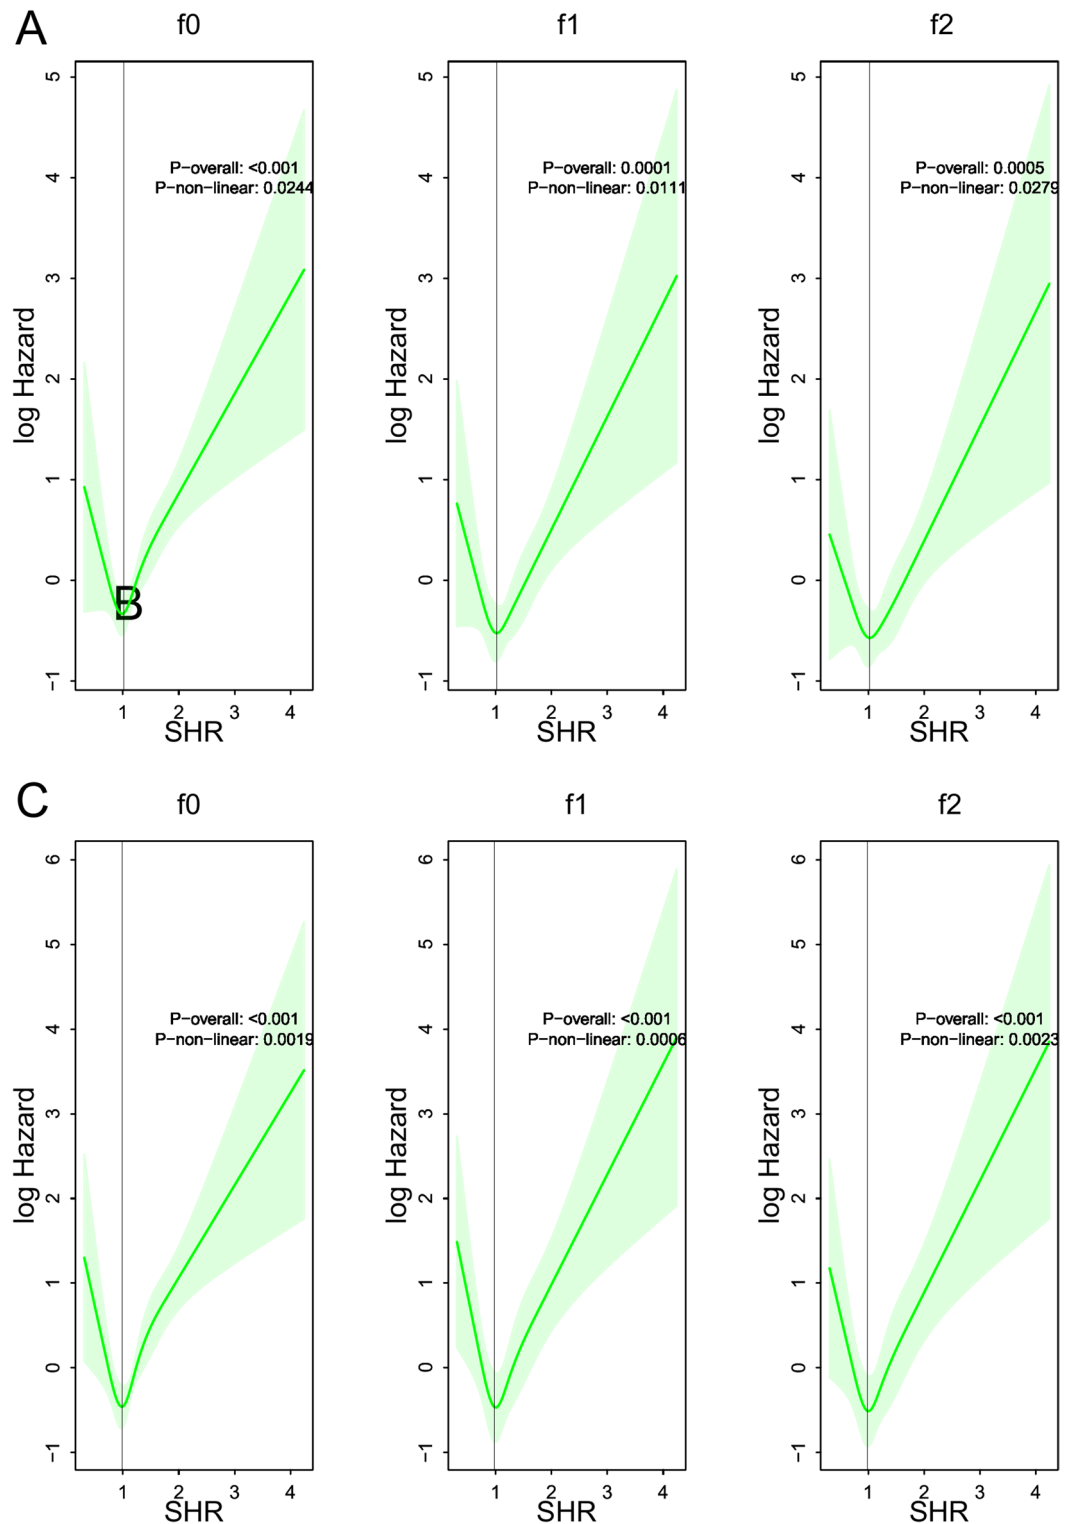 A
f0
f1
f2
5
4
3
2
1
0
−1
log Hazard
P−overall: <0.001
P−non−linear: 0.0244
B
1
2
3
4
SHR
5
4
3
2
1
0
−1
log Hazard
P−overall: 0.0001
P−non−linear: 0.0111
1
2
3
4
SHR
5
4
3
2
1
0
−1
log Hazard
P−overall: 0.0005
P−non−linear: 0.0279
1
2
3
4
SHR
C
f0
f1
f2
6
5
4
3
2
1
0
−1
log Hazard
P−overall: <0.001
P−non−linear: 0.0019
1
2
3
4
SHR
6
5
4
3
2
1
0
−1
log Hazard
P−overall: <0.001
P−non−linear: 0.0006
1
2
3
4
SHR
6
5
4
3
2
1
0
−1
log Hazard
P−overall: <0.001
P−non−linear: 0.0023
1
2
3
4
SHR